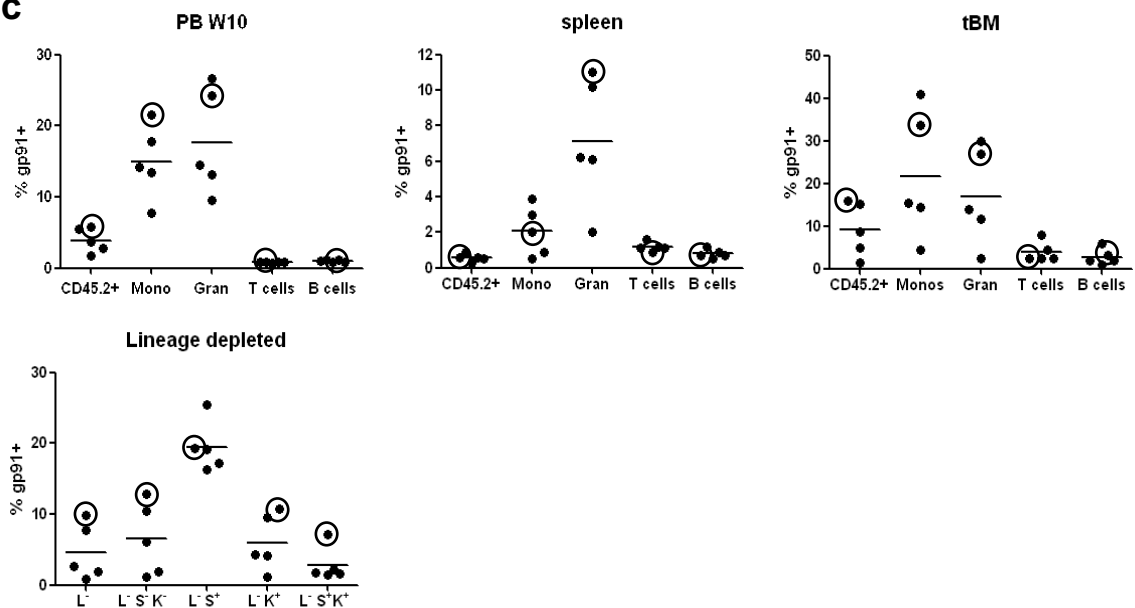 c
PB W10
% gp91+
30
20
10
0
CD45.2+ Mono Gran T cells B cells
spleen
% gp91+
12
10
8
6
4
2
0
CD45.2+ Mono Gran T cells B cells
tBM
% gp91+
50
40
30
20
10
0
CD45.2+ Monos Gran T cells B cells
Lineage depleted
% gp91+
30
20
10
0
L⁻ L⁻ S⁻ K⁻ L⁻ S⁺ L⁻ K⁺ L⁻ S⁺K⁺